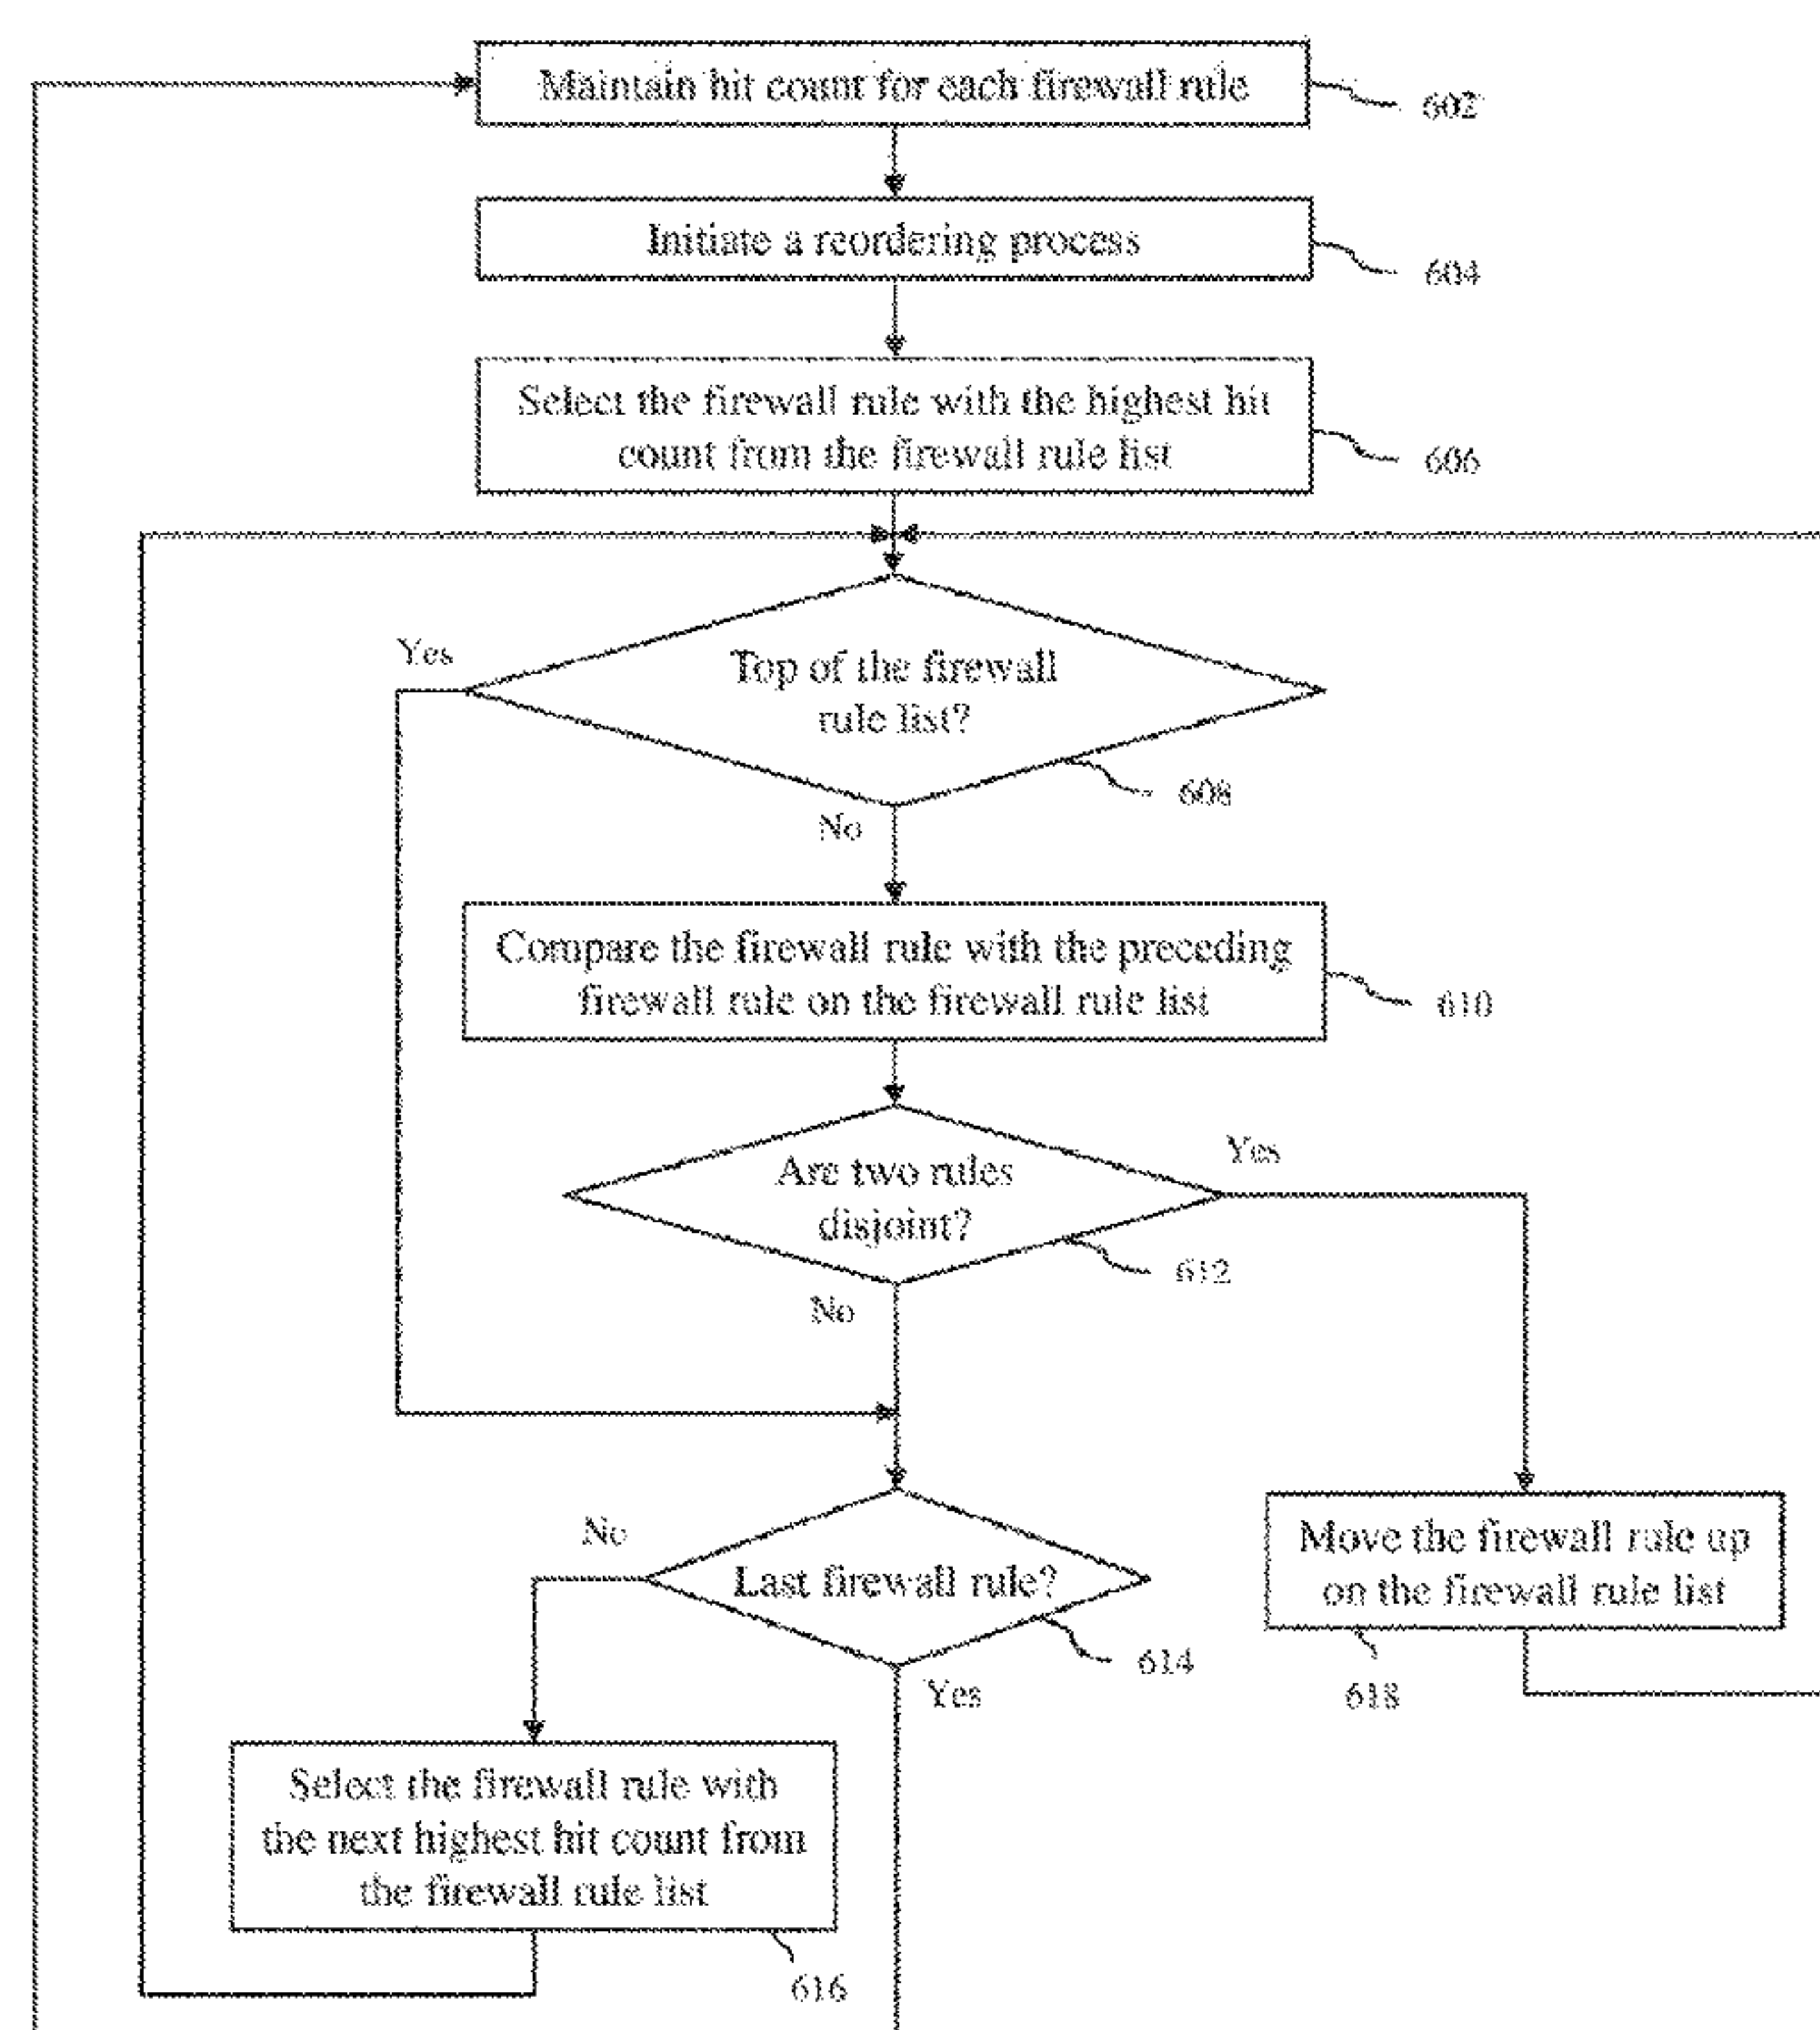 Maintain hit count for each firewall rule
602
Initiate a reordering process
604
Select the firewall rule with the highest hit
count from the firewall rule list
606
Yes
Top of the firewall
rule list?
608
No
Compare the firewall rule with the preceding
firewall rule on the firewall rule list
610
Are two rules
disjoint?
Yes
612
No
No
Last firewall rule?
614
Yes
Move the firewall rule up
on the firewall rule list
618
Select the firewall rule with
the next highest hit count from
the firewall rule list
616